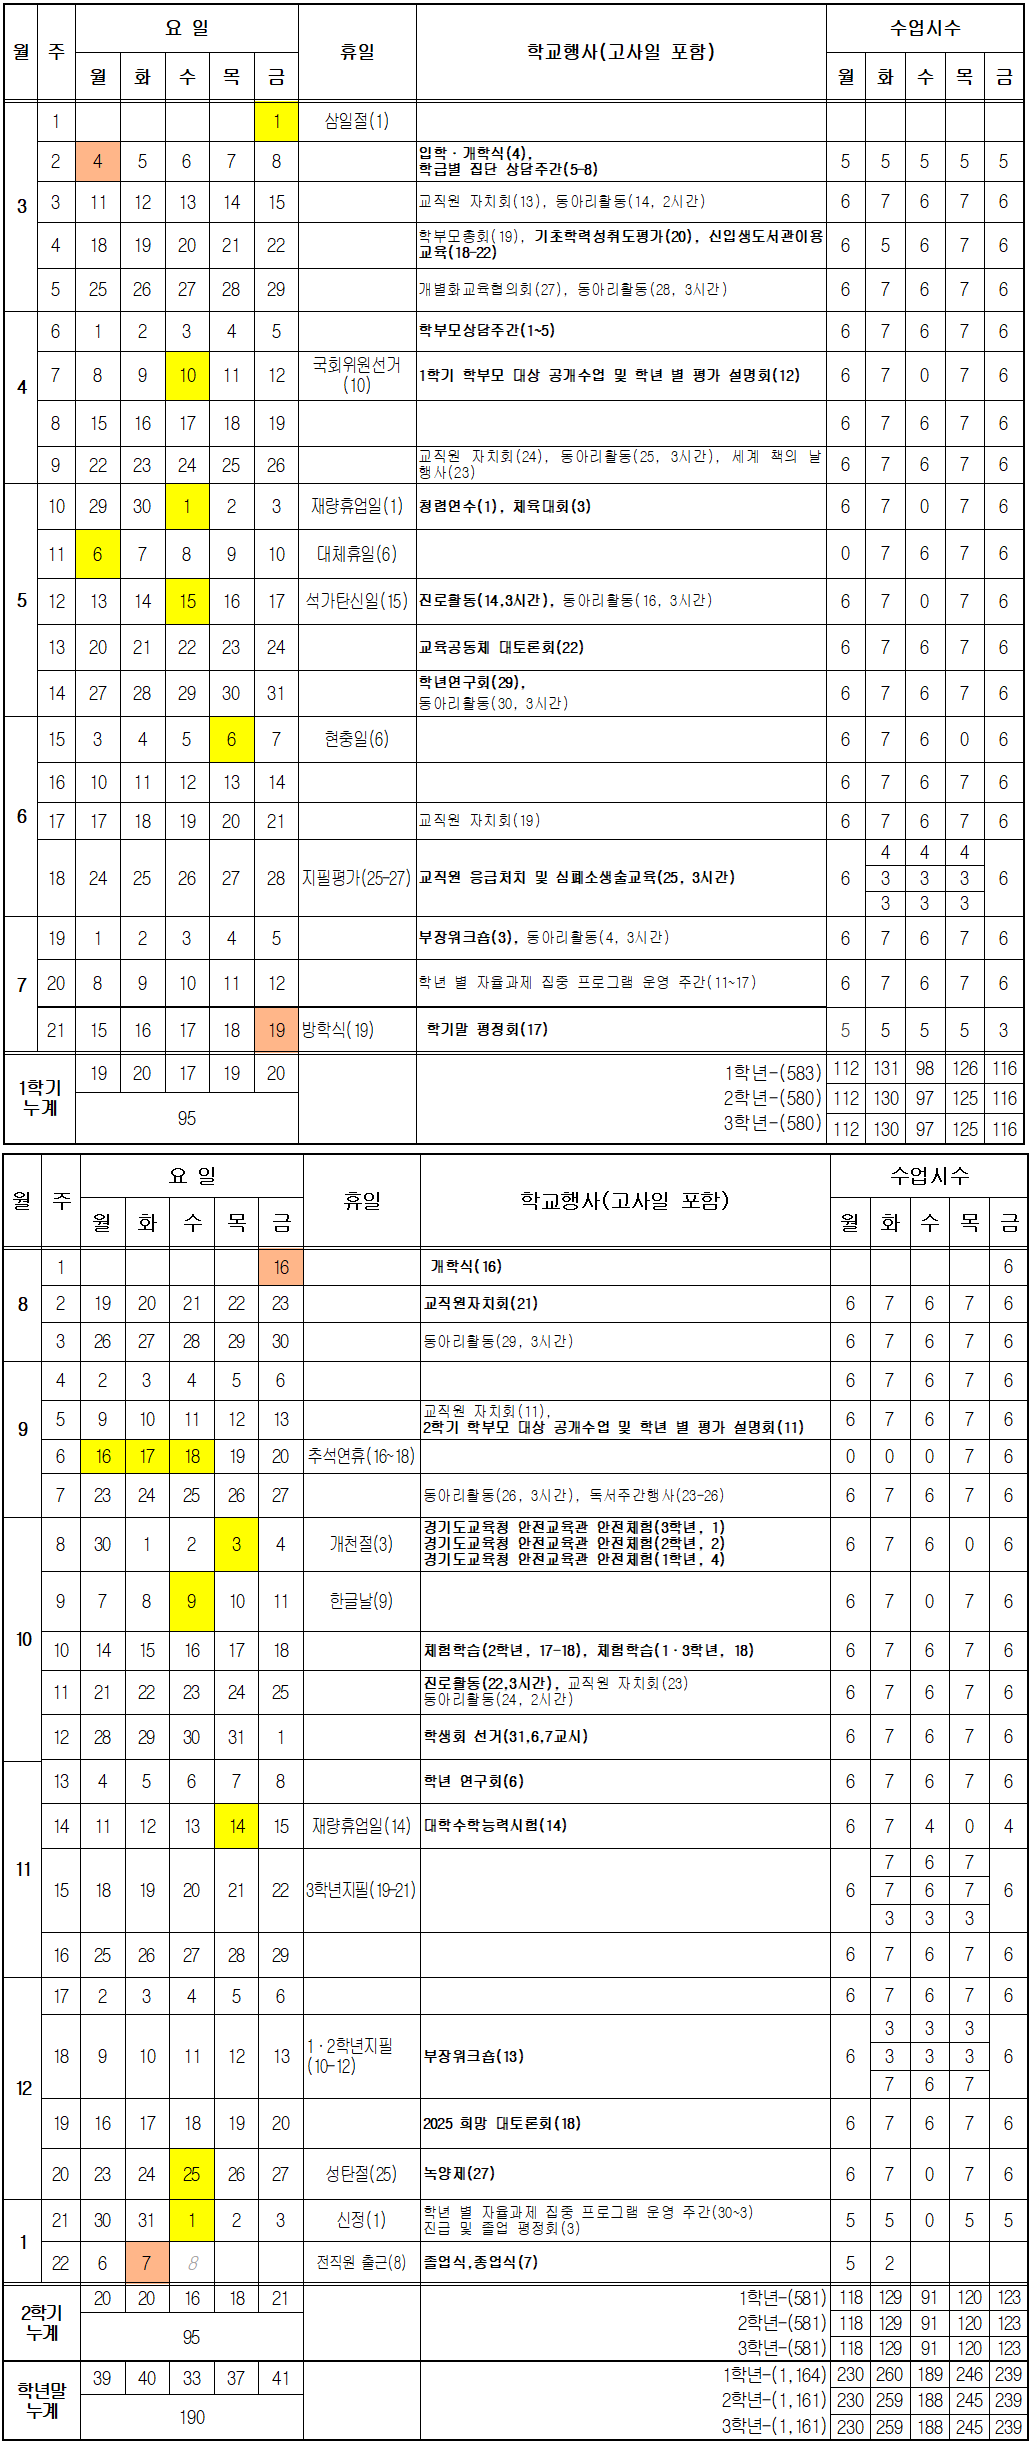 월 주 요 일 휴일 학교행사(고사일 포함) 수업시수
월 화 수 목 금 월 화 수 목 금
3
1 1 삼일절(1)
2 4 5 6 7 8 입학·개학식(4), 5 5 5 5 5
학급별 집단 상담주간(5-8)
3 11 12 13 14 15 교직원 자치회(13), 동아리활동(14, 2시간) 6 7 6 7 6
4 18 19 20 21 22 학부모총회(19), 기초학력성취도평가(20), 신입생도서관이용 6 5 6 7 6
교육(18-22)
5 25 26 27 28 29 개별화교육협의회(27), 동아리활동(28, 3시간) 6 7 6 7 6
4
6 1 2 3 4 5 학부모상담주간(1~5) 6 7 6 7 6
7 8 9 10 11 12 국회위원선거 1학기 학부모 대상 공개수업 및 학년 별 평가 설명회(12) 6 7 0 7 6
(10)
8 15 16 17 18 19 6 7 6 7 6
9 22 23 24 25 26 교직원 자치회(24), 동아리활동(25, 3시간), 세계 책의 날 6 7 6 7 6
행사(23)
5
10 29 30 1 2 3 재량휴업일(1) 청렴연수(1), 체육대회(3) 6 7 0 7 6
11 6 7 8 9 10 대체휴일(6) 0 7 6 7 6
12 13 14 15 16 17 석가탄신일(15) 진로활동(14,3시간), 동아리활동(16, 3시간) 6 7 0 7 6
13 20 21 22 23 24 교육공동체 대토론회(22) 6 7 6 7 6
14 27 28 29 30 31 학년연구회(29), 6 7 6 7 6
동아리활동(30, 3시간)
6
15 3 4 5 6 7 현충일(6) 6 7 6 0 6
16 10 11 12 13 14 6 7 6 7 6
17 17 18 19 20 21 교직원 자치회(19) 6 7 6 7 6
4 4 4
18 24 25 26 27 28 지필평가(25-27) 교직원 응급처치 및 심폐소생술교육(25, 3시간) 6 3 3 3 6
3 3 3
7
19 1 2 3 4 5 부장워크숍(3), 동아리활동(4, 3시간) 6 7 6 7 6
20 8 9 10 11 12 학년 별 자율과제 집중 프로그램 운영 주간(11~17) 6 7 6 7 6
21 15 16 17 18 19 방학식(19) 학기말 평정회(17) 5 5 5 5 3
1학기
누계
19 20 17 19 20 1학년-(583) 112 131 98 126 116
95 2학년-(580) 112 130 97 125 116
3학년-(580) 112 130 97 125 116
월 주 요 일 휴일 학교행사(고사일 포함) 수업시수
월 화 수 목 금 월 화 수 목 금
8
1 16 개학식(16) 6
2 19 20 21 22 23 교직원자치회(21) 6 7 6 7 6
3 26 27 28 29 30 동아리활동(29, 3시간) 6 7 6 7 6
9
4 2 3 4 5 6 6 7 6 7 6
5 9 10 11 12 13 교직원 자치회(11), 6 7 6 7 6
2학기 학부모 대상 공개수업 및 학년 별 평가 설명회(11)
6 16 17 18 19 20 추석연휴(16~18) 0 0 0 7 6
7 23 24 25 26 27 동아리활동(26, 3시간), 독서주간행사(23-26) 6 7 6 7 6
10
경기도교육청 안전교육관 안전체험(3학년, 1)
8 30 1 2 3 4 개천절(3) 경기도교육청 안전교육관 안전체험(2학년, 2) 6 7 6 0 6
경기도교육청 안전교육관 안전체험(1학년, 4)
9 7 8 9 10 11 한글날(9) 6 7 0 7 6
10 14 15 16 17 18 체험학습(2학년, 17-18), 체험학습(1·3학년, 18) 6 7 6 7 6
11 21 22 23 24 25 진로활동(22,3시간), 교직원 자치회(23) 6 7 6 7 6
동아리활동(24, 2시간)
12 28 29 30 31 1 학생회 선거(31,6,7교시) 6 7 6 7 6
11
13 4 5 6 7 8 학년 연구회(6) 6 7 6 7 6
14 11 12 13 14 15 재량휴업일(14) 대학수학능력시험(14) 6 7 4 0 4
7 6 7
15 18 19 20 21 22 3학년지필(19-21) 6 7 6 7 6
3 3 3
16 25 26 27 28 29 6 7 6 7 6
12
17 2 3 4 5 6 6 7 6 7 6
3 3 3
18 9 10 11 12 13 1·2학년지필 부장워크숍(13) 6 3 3 3 6
(10-12) 7 6 7
19 16 17 18 19 20 2025 희망 대토론회(18) 6 7 6 7 6
20 23 24 25 26 27 성탄절(25) 녹양제(27) 6 7 0 7 6
1
21 30 31 1 2 3 신정(1) 학년 별 자율과제 집중 프로그램 운영 주간(30~3) 5 5 0 5 5
진급 및 졸업 평정회(3)
22 6 7 8 전직원 출근(8) 졸업식,종업식(7) 5 2
2학기
누계
20 20 16 18 21 1학년-(581) 118 129 91 120 123
95 2학년-(581) 118 129 91 120 123
3학년-(581) 118 129 91 120 123
학년말
누계
39 40 33 37 41 1학년-(1,164) 230 260 189 246 239
190 2학년-(1,161) 230 259 188 245 239
3학년-(1,161) 230 259 188 245 239